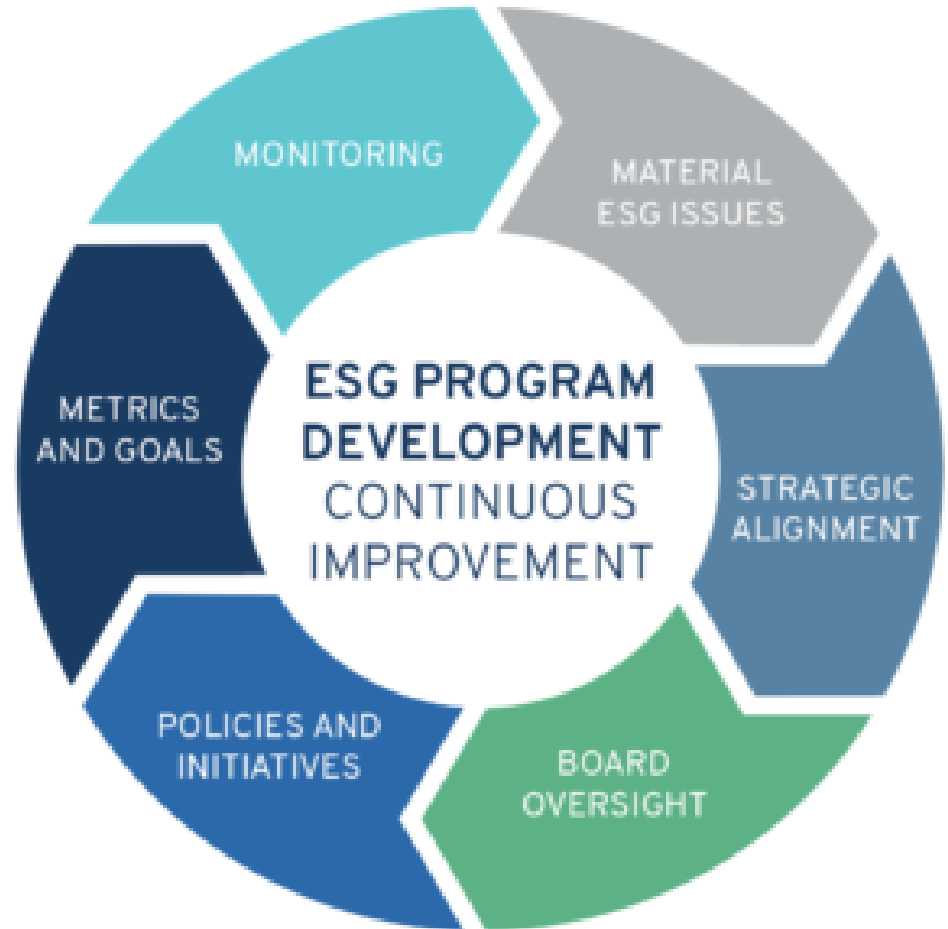 MONITORING
MATERIAL
ESG ISSUES
METRICS
AND GOALS
ESG PROGRAM
DEVELOPMENT
CONTINUOUS
IMPROVEMENT
STRATEGIC
ALIGNMENT
POLICIES AND
INITIATIVES
BOARD
OVERSIGHT